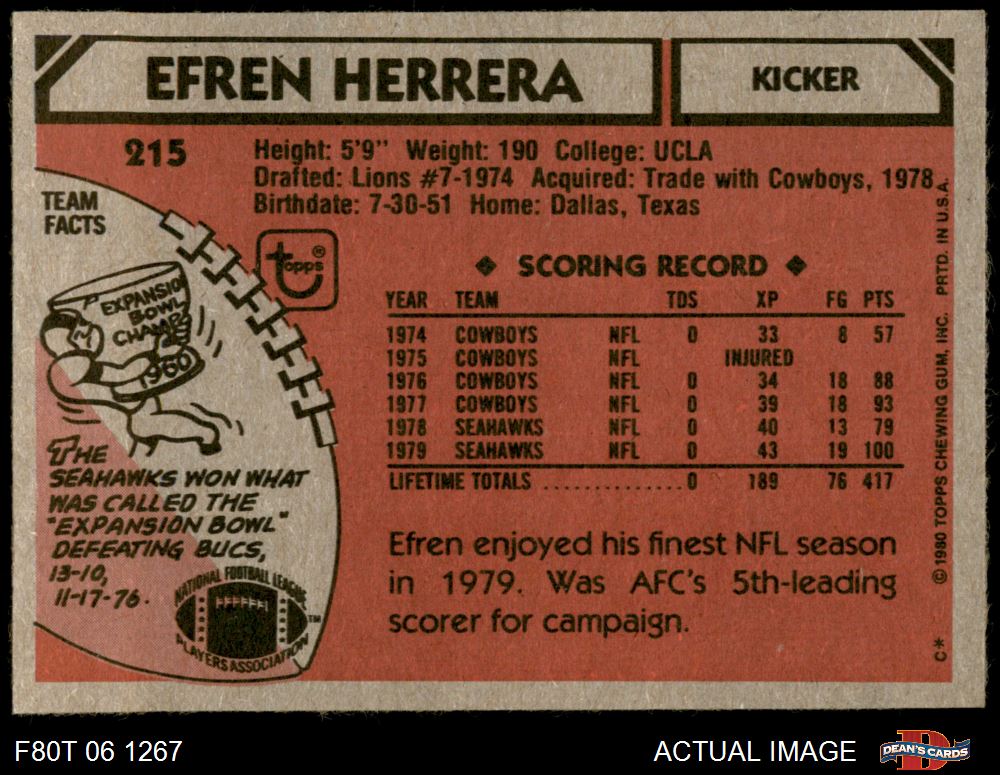 EFREN HERRERA
KICKER
215
Height: 5'9" Weight: 190 College: UCLA
Drafted: Lions #7-1974 Acquired: Trade with Cowboys, 1978.
Birthdate: 7-30-51 Home: Dallas, Texas
TEAM
FACTS
topps ®
EXPANSION
BOWL
CHAMPS
1960
THE
SEAHAWKS WON WHAT
WAS CALLED THE
"EXPANSION BOWL"
DEFEATING BUCS,
13-10,
11-17-76.
NATIONAL FOOTBALL LEAGUE
PLAYERS ASSOCIATION
TM
◆ SCORING RECORD ◆
YEAR TEAM TDS XP FG PTS
1974 COWBOYS NFL 0 33 8 57
1975 COWBOYS NFL INJURED
1976 COWBOYS NFL 0 34 18 88
1977 COWBOYS NFL 0 39 18 93
1978 SEAHAWKS NFL 0 40 13 79
1979 SEAHAWKS NFL 0 43 19 100
LIFETIME TOTALS ..............0 189 76 417
Efren enjoyed his finest NFL season
in 1979. Was AFC's 5th-leading
scorer for campaign.
© 1980 TOPPS CHEWING GUM, INC. PRTD. IN U.S.A.
C*
F80T 06 1267
ACTUAL IMAGE
D
DEAN'S CARDS